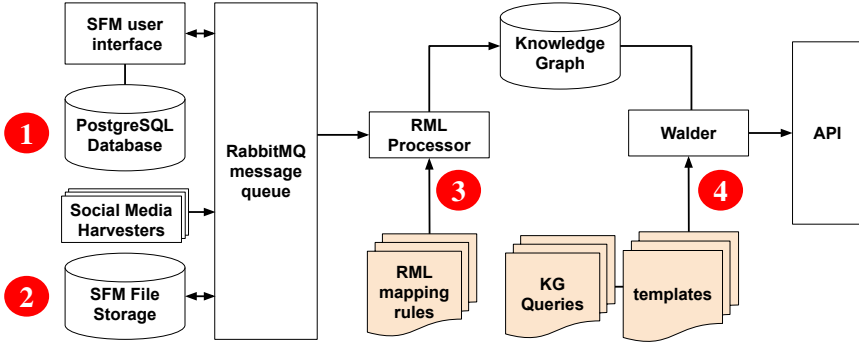 SFM user
interface
1
PostgreSQL
Database
Social Media
Harvesters
2
SFM File
Storage
RabbitMQ
message
queue
RML
Processor
3
RML
mapping
rules
Knowledge
Graph
Walder
4
KG
Queries
templates
API